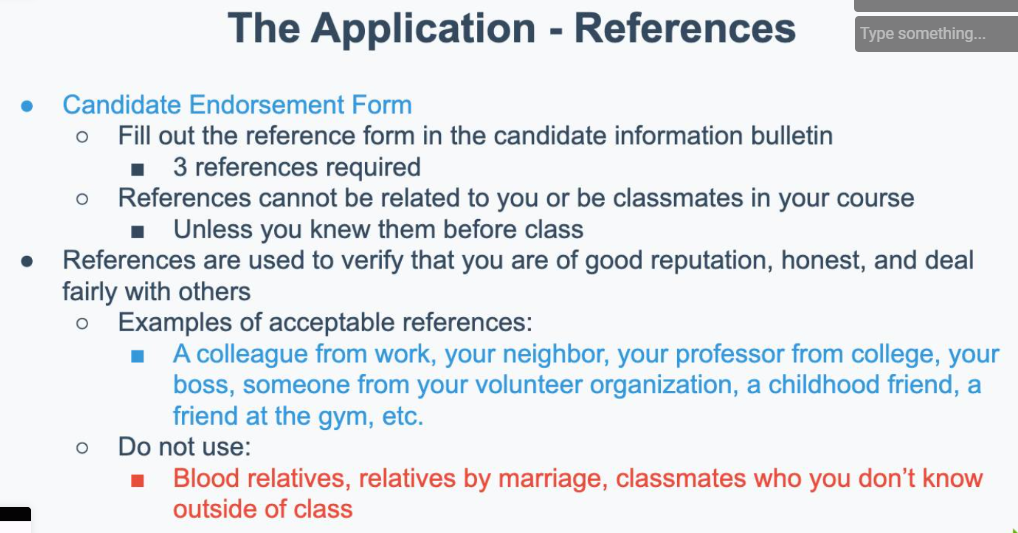 The Application - References
Type something...
Candidate Endorsement Form
Fill out the reference form in the candidate information bulletin
3 references required
References cannot be related to you or be classmates in your course
Unless you knew them before class
References are used to verify that you are of good reputation, honest, and deal
fairly with others
Examples of acceptable references:
A colleague from work, your neighbor, your professor from college, your
boss, someone from your volunteer organization, a childhood friend, a
friend at the gym, etc.
Do not use:
Blood relatives, relatives by marriage, classmates who you don’t know
outside of class